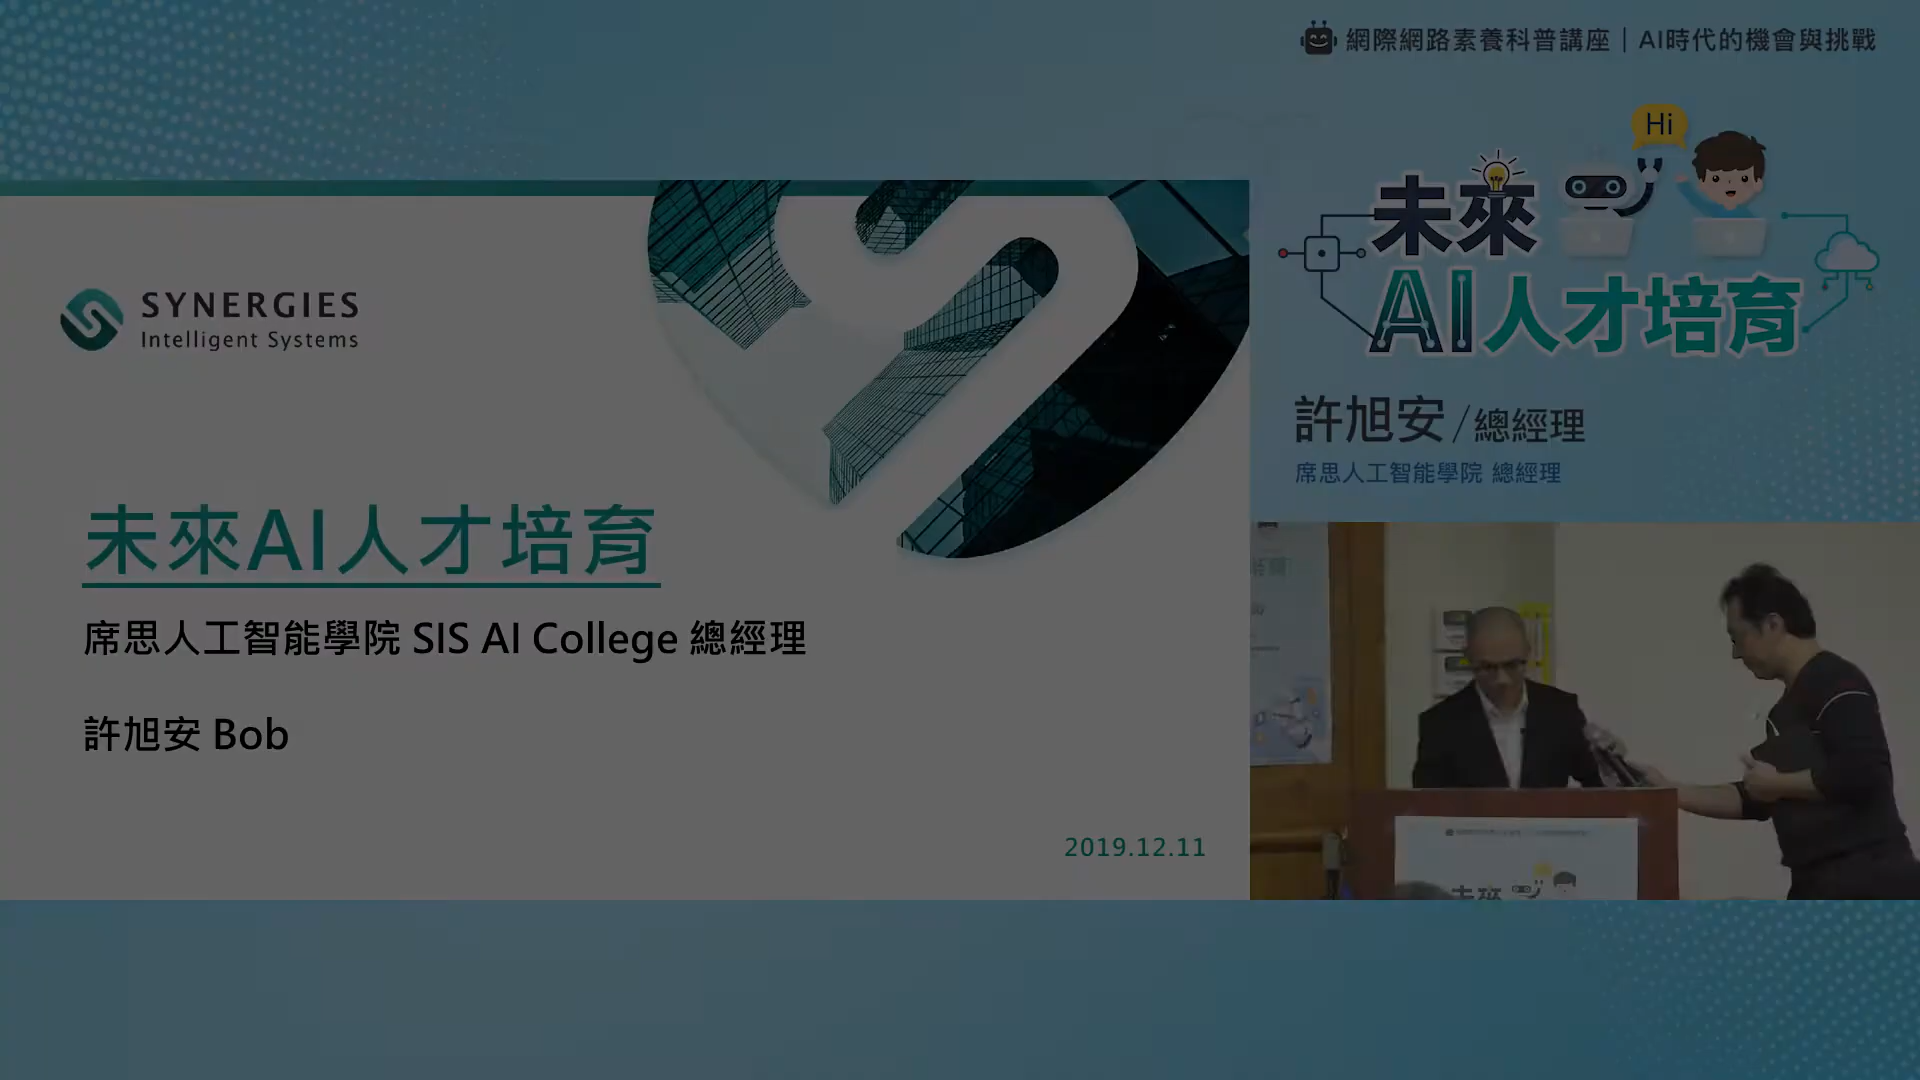 網際網路素養科普講座｜AI時代的機會與挑戰
Hi
未來
AI人才培育
許旭安/總經理
席思人工智能學院 總經理
SYNERGIES
Intelligent Systems
未來AI人才培育
席思人工智能學院 SIS AI College 總經理
許旭安 Bob
2019.12.11
未來